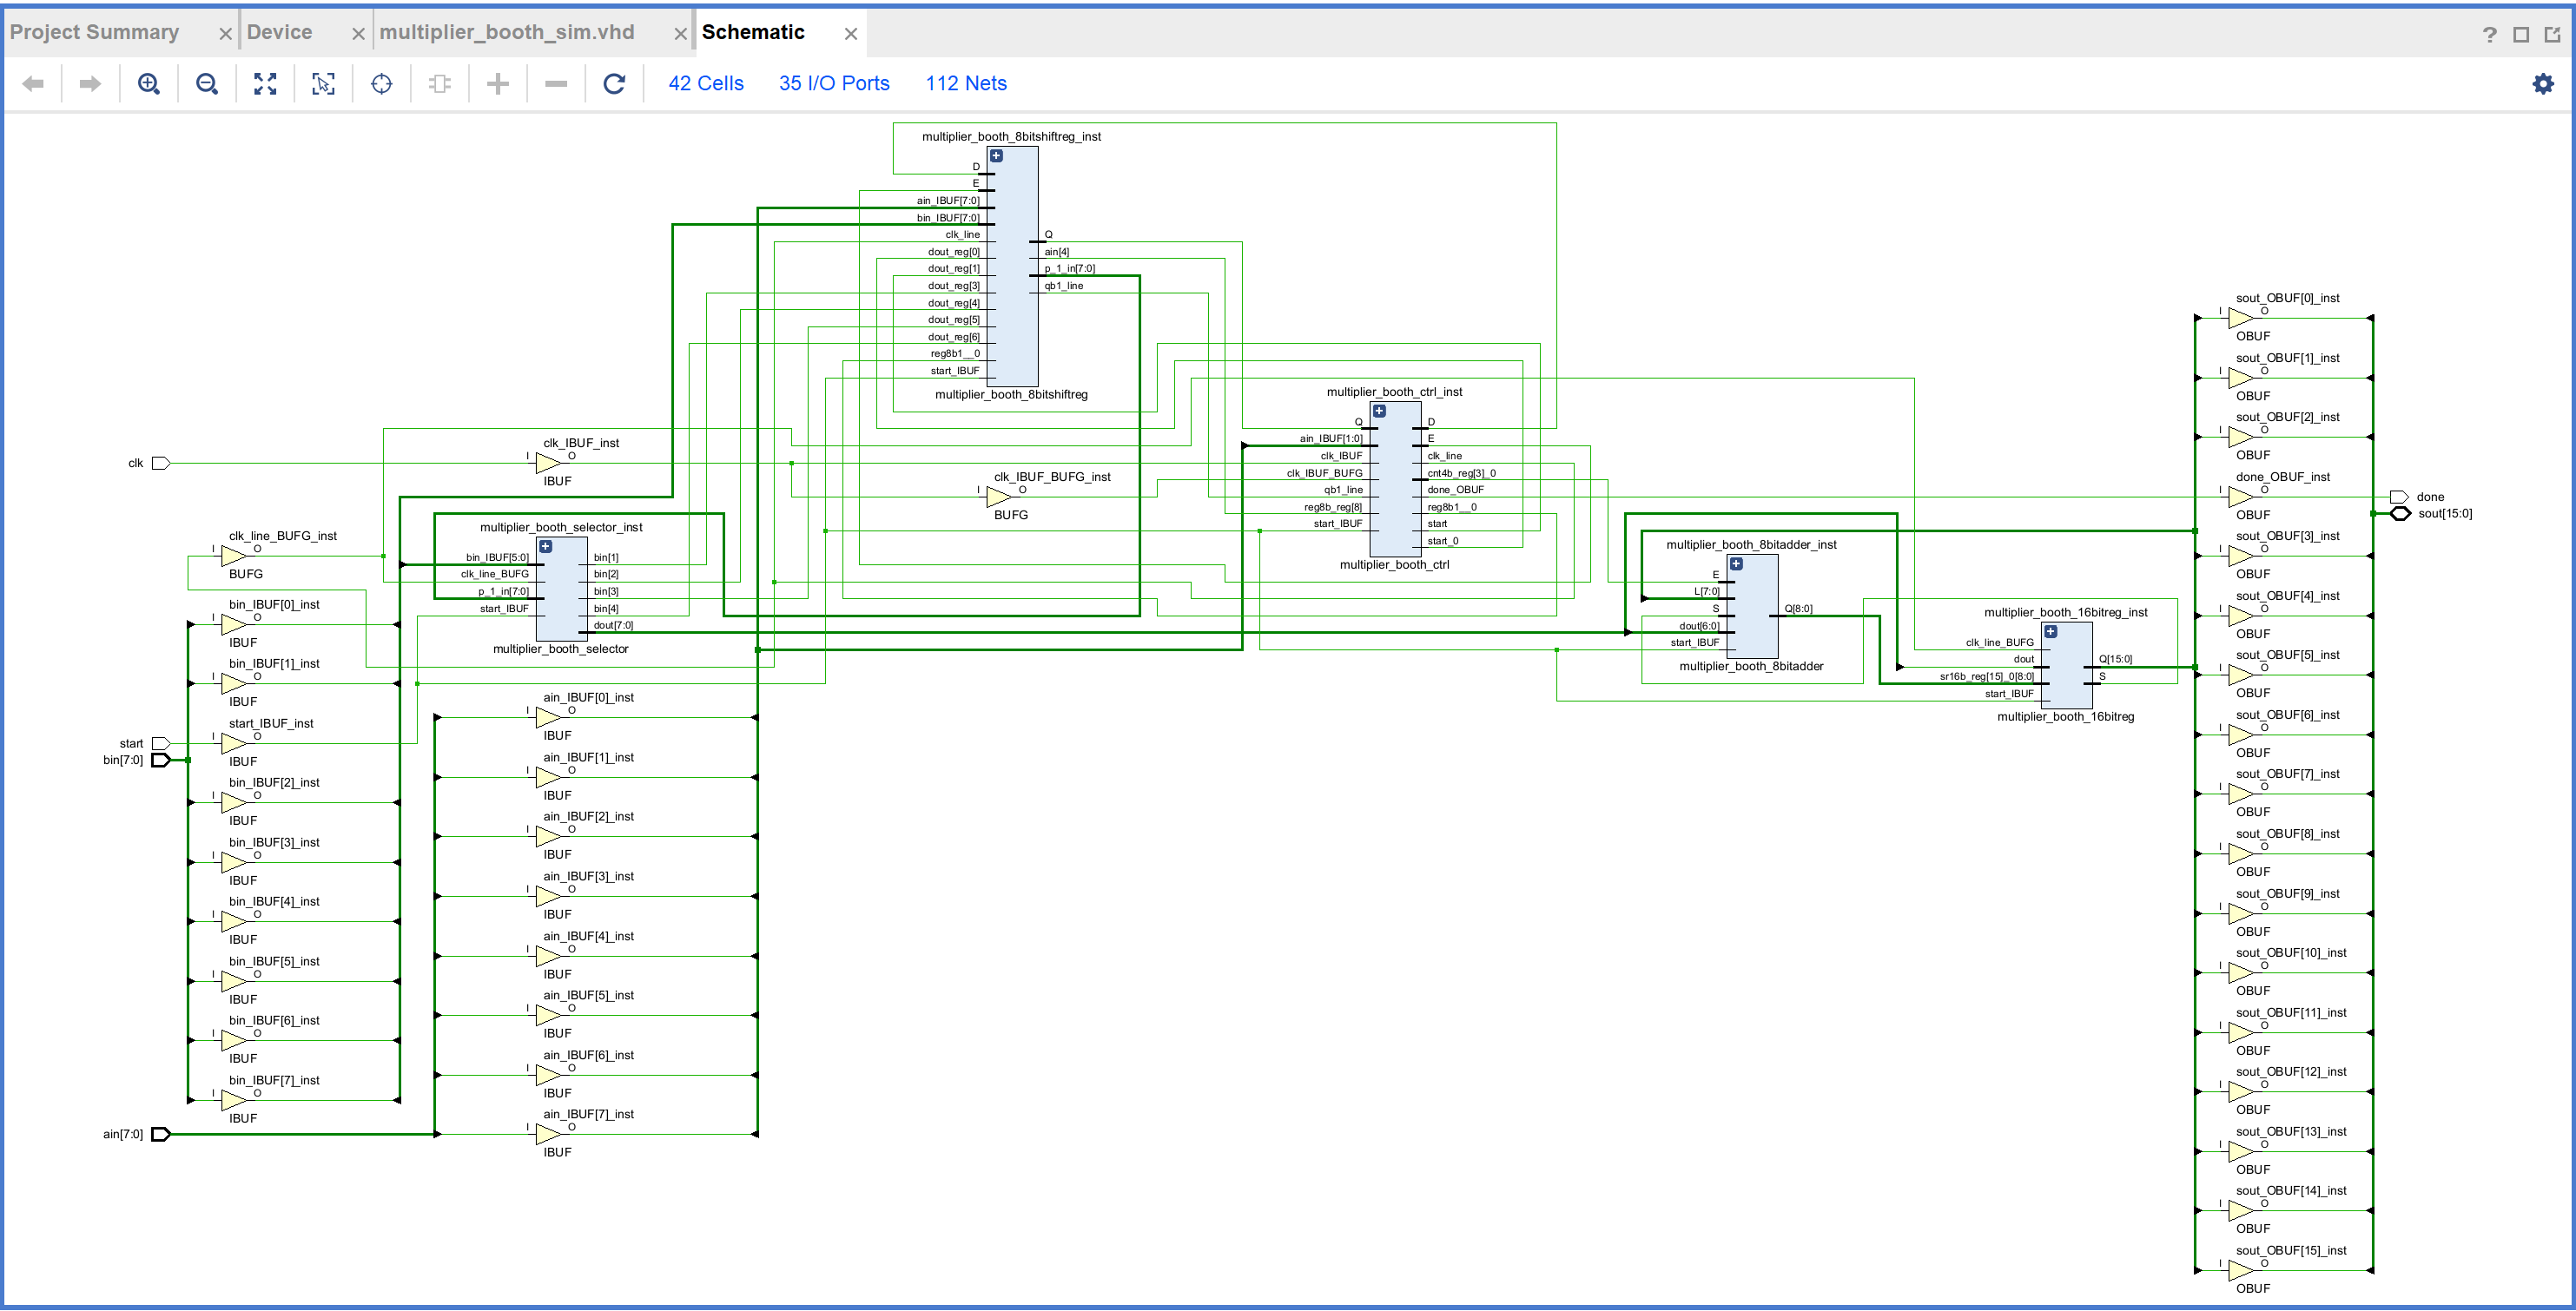 Project Summary × Device × multiplier_booth_sim.vhd × Schematic ×
42 Cells 35 I/O Ports 112 Nets
multiplier_booth_8bitshiftreg_inst
D
E
ain_IBUF[7:0]
bin_IBUF[7:0]
clk_line
dout_reg[0]
dout_reg[1]
dout_reg[3]
dout_reg[4]
dout_reg[5]
dout_reg[6]
reg8b1__0
start_IBUF
Q
ain[4]
p_1_in[7:0]
qb1_line
multiplier_booth_8bitshiftreg
multiplier_booth_ctrl_inst
Q
ain_IBUF[1:0]
clk_IBUF
clk_IBUF_BUFG
qb1_line
reg8b_reg[8]
start_IBUF
D
E
clk_line
cnt4b_reg[3]_0
done_OBUF
reg8b1__0
start
start_0
multiplier_booth_ctrl
clk
clk_IBUF_inst
I O
IBUF
clk_IBUF_BUFG_inst
I O
BUFG
clk_line_BUFG_inst
I O
BUFG
multiplier_booth_selector_inst
bin_IBUF[5:0]
clk_line_BUFG
p_1_in[7:0]
start_IBUF
bin[1]
bin[2]
bin[3]
bin[4]
dout[7:0]
multiplier_booth_selector
multiplier_booth_8bitadder_inst
E
L[7:0]
S
dout[6:0]
start_IBUF
Q[8:0]
multiplier_booth_8bitadder
multiplier_booth_16bitreg_inst
clk_line_BUFG
dout
sr16b_reg[15]_0[8:0]
start_IBUF
Q[15:0]
S
multiplier_booth_16bitreg
bin_IBUF[0]_inst
I O
IBUF
bin_IBUF[1]_inst
I O
IBUF
start
bin[7:0]
start_IBUF_inst
I O
IBUF
bin_IBUF[2]_inst
I O
IBUF
bin_IBUF[3]_inst
I O
IBUF
bin_IBUF[4]_inst
I O
IBUF
bin_IBUF[5]_inst
I O
IBUF
bin_IBUF[6]_inst
I O
IBUF
bin_IBUF[7]_inst
I O
IBUF
ain[7:0]
ain_IBUF[0]_inst
I O
IBUF
ain_IBUF[1]_inst
I O
IBUF
ain_IBUF[2]_inst
I O
IBUF
ain_IBUF[3]_inst
I O
IBUF
ain_IBUF[4]_inst
I O
IBUF
ain_IBUF[5]_inst
I O
IBUF
ain_IBUF[6]_inst
I O
IBUF
ain_IBUF[7]_inst
I O
IBUF
sout_OBUF[0]_inst
I O
OBUF
sout_OBUF[1]_inst
I O
OBUF
sout_OBUF[2]_inst
I O
OBUF
done_OBUF_inst
I O
OBUF
done
sout[15:0]
sout_OBUF[3]_inst
I O
OBUF
sout_OBUF[4]_inst
I O
OBUF
sout_OBUF[5]_inst
I O
OBUF
sout_OBUF[6]_inst
I O
OBUF
sout_OBUF[7]_inst
I O
OBUF
sout_OBUF[8]_inst
I O
OBUF
sout_OBUF[9]_inst
I O
OBUF
sout_OBUF[10]_inst
I O
OBUF
sout_OBUF[11]_inst
I O
OBUF
sout_OBUF[12]_inst
I O
OBUF
sout_OBUF[13]_inst
I O
OBUF
sout_OBUF[14]_inst
I O
OBUF
sout_OBUF[15]_inst
I O
OBUF